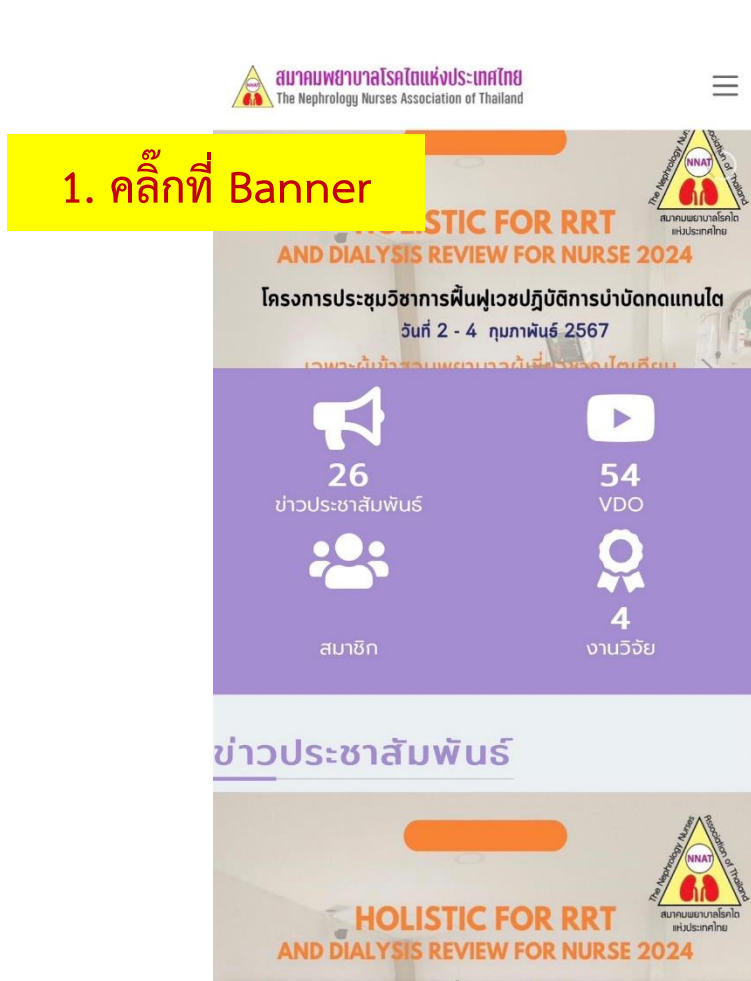 สมาคมพยาบาลโรคไตแห่งประเทศไทย
The Nephrology Nurses Association of Thailand
1. คลิ๊กที่ Banner
NNAT
The Nephrology
of Thailand
สมาคมพยาบาลโรคไต
แห่งประเทศไทย
HOLISTIC FOR RRT
AND DIALYSIS REVIEW FOR NURSE 2024
โครงการประชุมวิชาการฟื้นฟูเวชปฏิบัติการบำบัดทดแทนไต
วันที่ 2 - 4 กุมภาพันธ์ 2567
26
ข่าวประชาสัมพันธ์
54
VDO
สมาชิก
4
งานวิจัย
ข่าวประชาสัมพันธ์
The Nephrology Nurses Association of Thailand
NNAT
สมาคมพยาบาลโรคไต
แห่งประเทศไทย
HOLISTIC FOR RRT
AND DIALYSIS REVIEW FOR NURSE 2024